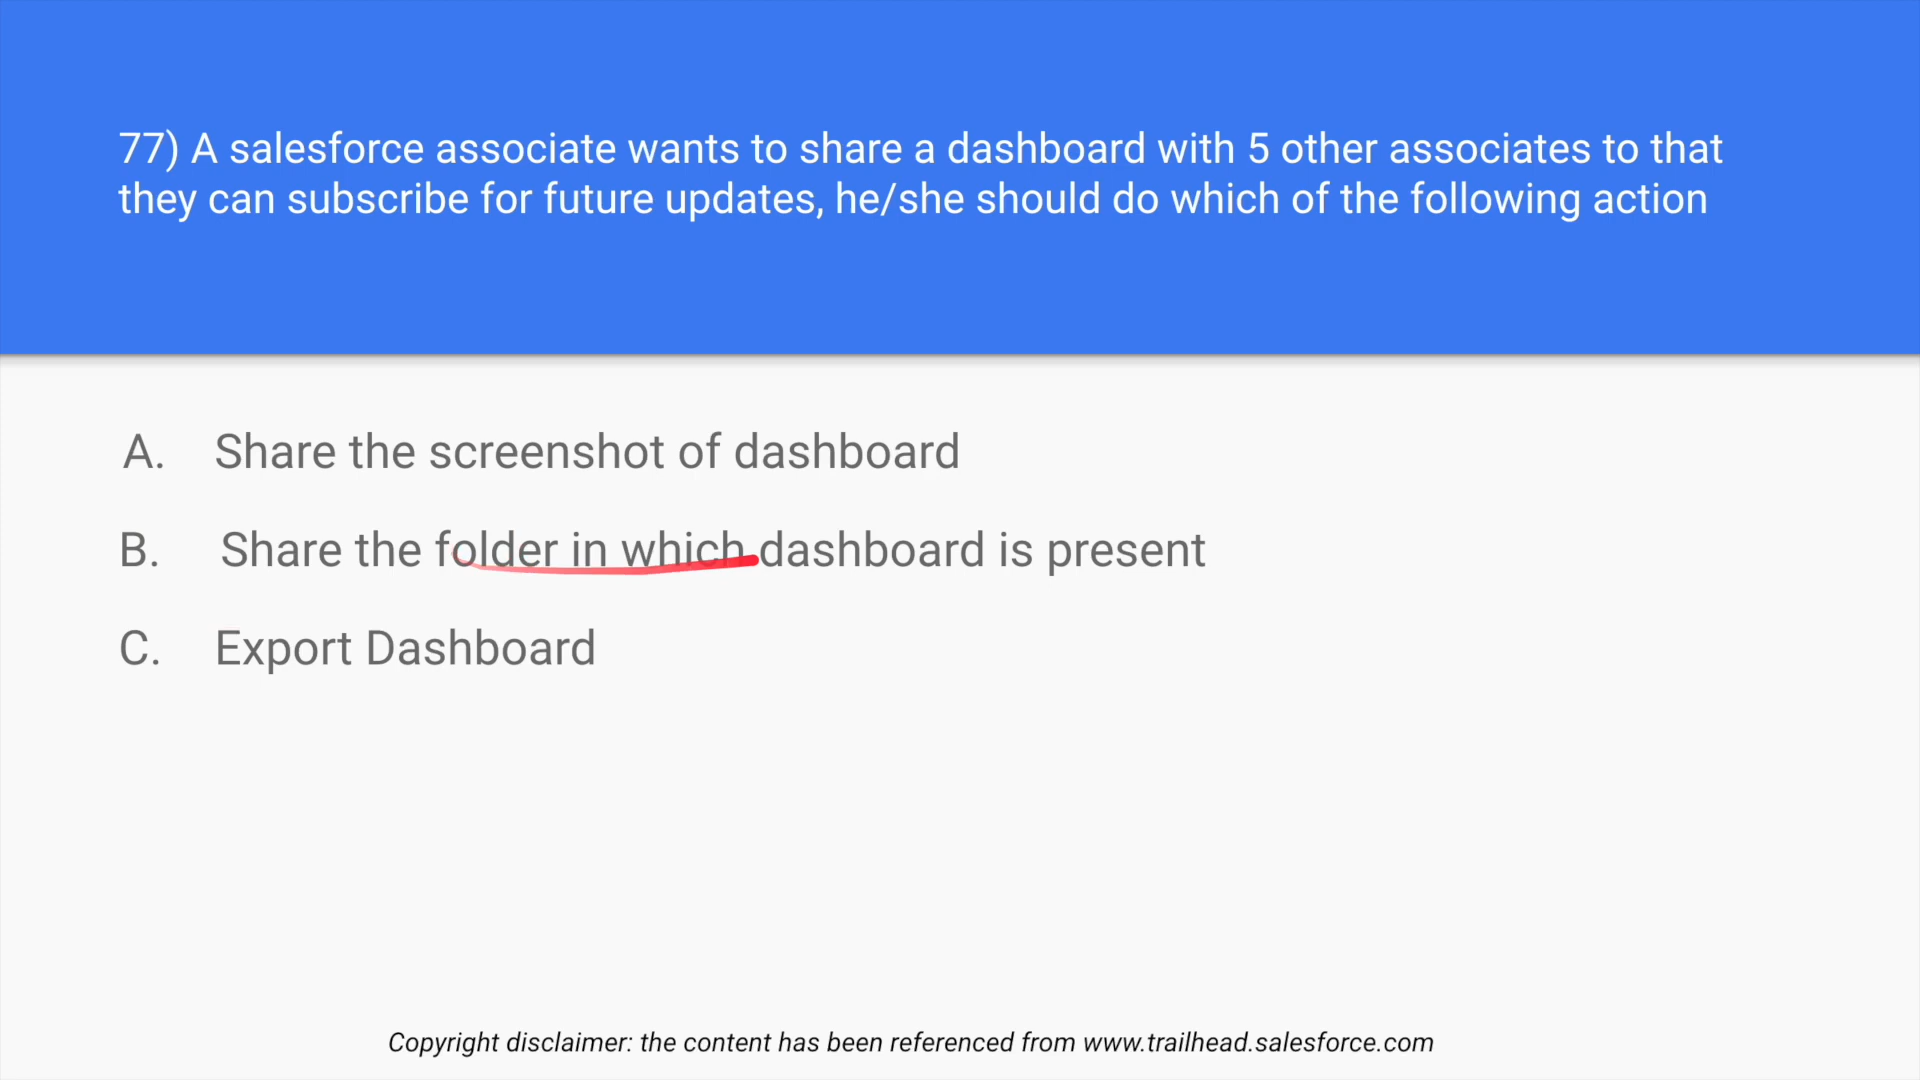 77) A salesforce associate wants to share a dashboard with 5 other associates to that
they can subscribe for future updates, he/she should do which of the following action
A. Share the screenshot of dashboard
B. Share the folder in which dashboard is present
C. Export Dashboard
Copyright disclaimer: the content has been referenced from www.trailhead.salesforce.com